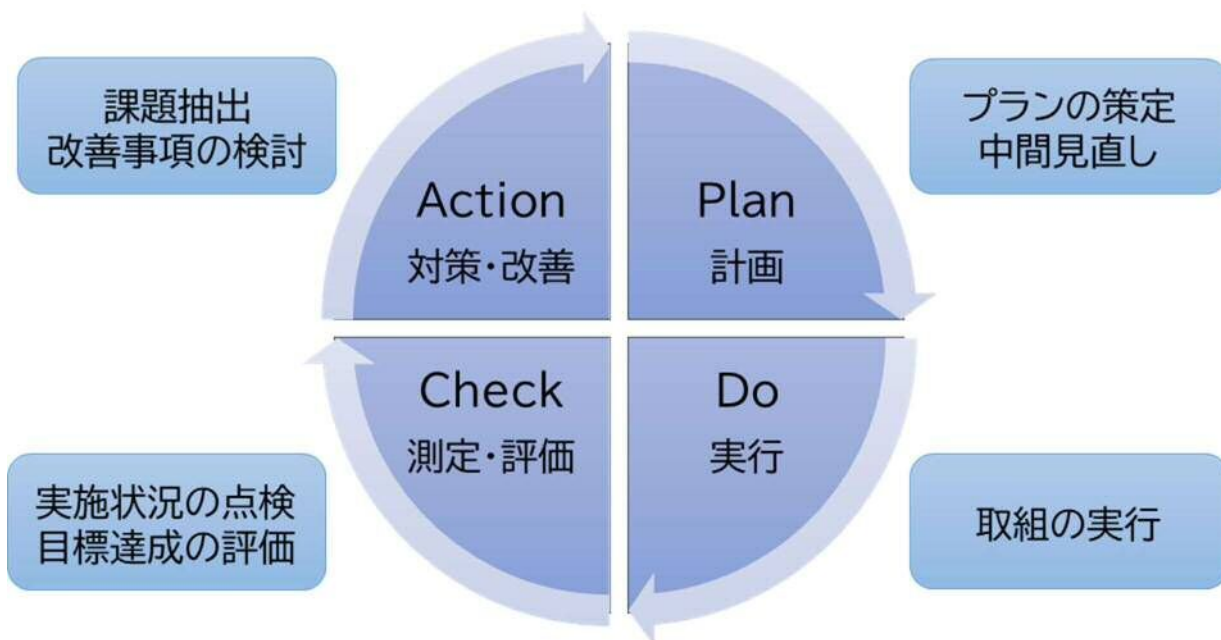 課題抽出
改善事項の検討
プランの策定
中間見直し
Action
対策・改善
Plan
計画
Check
測定・評価
Do
実行
実施状況の点検
目標達成の評価
取組の実行